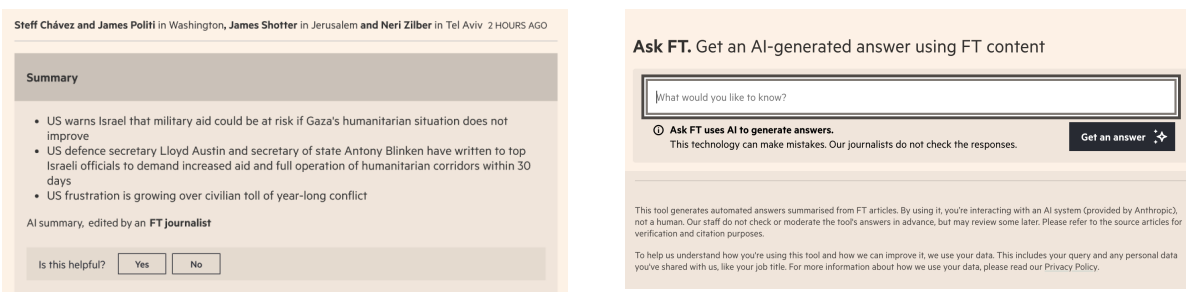 Steff Chávez and James Politi in Washington, James Shotter in Jerusalem and Neri Zilber in Tel Aviv 2 HOURS AGO
Summary
• US warns Israel that military aid could be at risk if Gaza's humanitarian situation does not
improve
• US defence secretary Lloyd Austin and secretary of state Antony Blinken have written to top
Israeli officials to demand increased aid and full operation of humanitarian corridors within 30
days
• US frustration is growing over civilian toll of year-long conflict
AI summary, edited by an FT journalist
Is this helpful? Yes No
Ask FT. Get an AI-generated answer using FT content
What would you like to know?
Ask FT uses AI to generate answers.
This technology can make mistakes. Our journalists do not check the responses.
Get an answer
This tool generates automated answers summarised from FT articles. By using it, you're interacting with an AI system (provided by Anthropic),
not a human. Our staff do not check or moderate the tool's answers in advance, but may review some later. Please refer to the source articles for
verification and citation purposes.
To help us understand how you're using this tool and how we can improve it, we use your data. This includes your query and any personal data
you've shared with us, like your job title. For more information about how we use your data, please read our Privacy Policy.